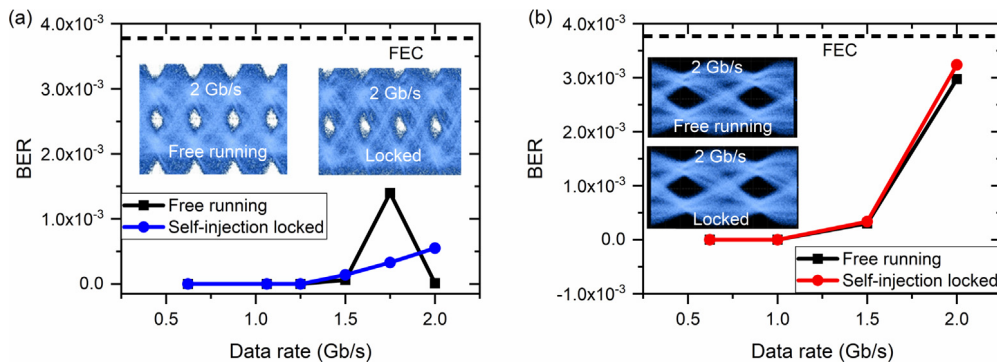 (a)
4.0x10⁻³
3.0x10⁻³
2.0x10⁻³
1.0x10⁻³
0.0
BER
FEC
2 Gb/s
Free running
2 Gb/s
Locked
Free running
Self-injection locked
0.5 1.0 1.5 2.0
Data rate (Gb/s)
(b)
4.0x10⁻³
3.0x10⁻³
2.0x10⁻³
1.0x10⁻³
0.0
-1.0x10⁻³
BER
FEC
2 Gb/s
Free running
2 Gb/s
Locked
Free running
Self-injection locked
0.5 1.0 1.5 2.0
Data rate (Gb/s)